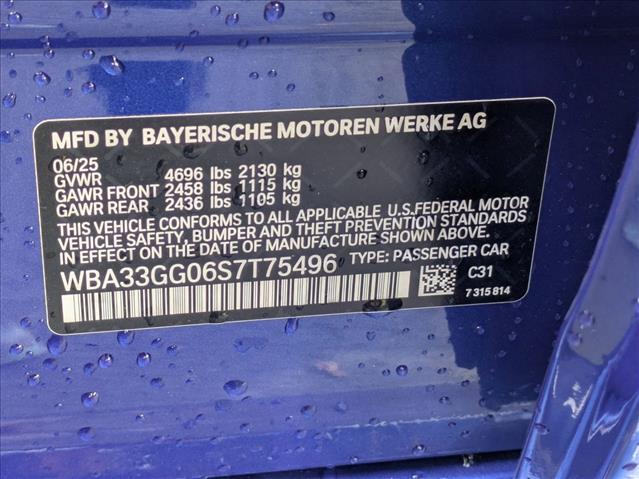 MFD BY BAYERISCHE MOTOREN WERKE AG
06/25
GVWR 4696 lbs 2130 kg
GAWR FRONT 2458 lbs 1115 kg
GAWR REAR 2436 lbs 1105 kg
THIS VEHICLE CONFORMS TO ALL APPLICABLE U.S.FEDERAL MOTOR
VEHICLE SAFETY, BUMPER AND THEFT PREVENTION STANDARDS
IN EFFECT ON THE DATE OF MANUFACTURE SHOWN ABOVE.
WBA33GG06S7T75496 TYPE: PASSENGER CAR
C31
7 315 814